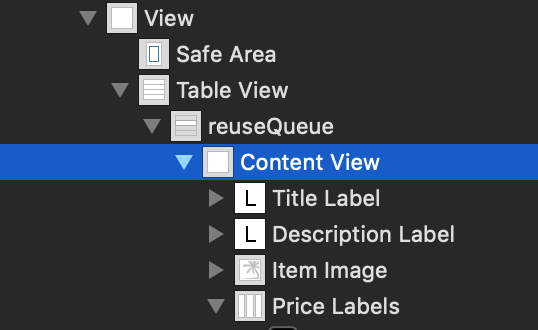 View
Safe Area
Table View
reuseQueue
Content View
L Title Label
L Description Label
Item Image
Price Labels